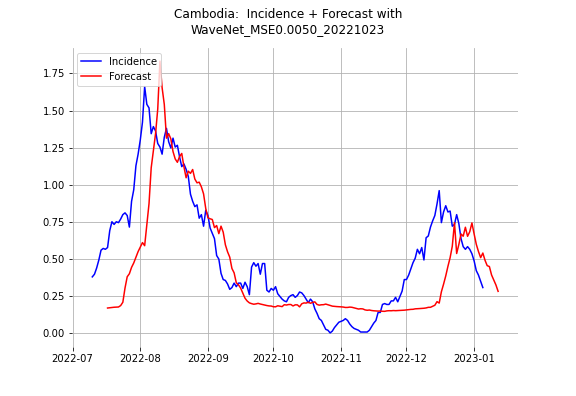 Cambodia:  Incidence + Forecast with
WaveNet_MSE0.0050_20221023
Incidence
Forecast
1.75
1.50
1.25
1.00
0.75
0.50
0.25
0.00
2022-07 2022-08 2022-09 2022-10 2022-11 2022-12 2023-01